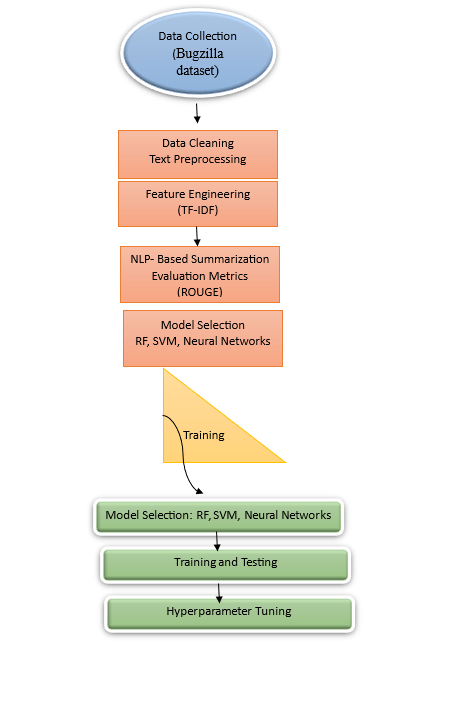 Data Collection
(Bugzilla
dataset)
Data Cleaning
Text Preprocessing
Feature Engineering
(TF-IDF)
NLP- Based Summarization
Evaluation Metrics
(ROUGE)
Model Selection
RF, SVM, Neural Networks
Training
Model Selection: RF, SVM, Neural Networks
Training and Testing
Hyperparameter Tuning